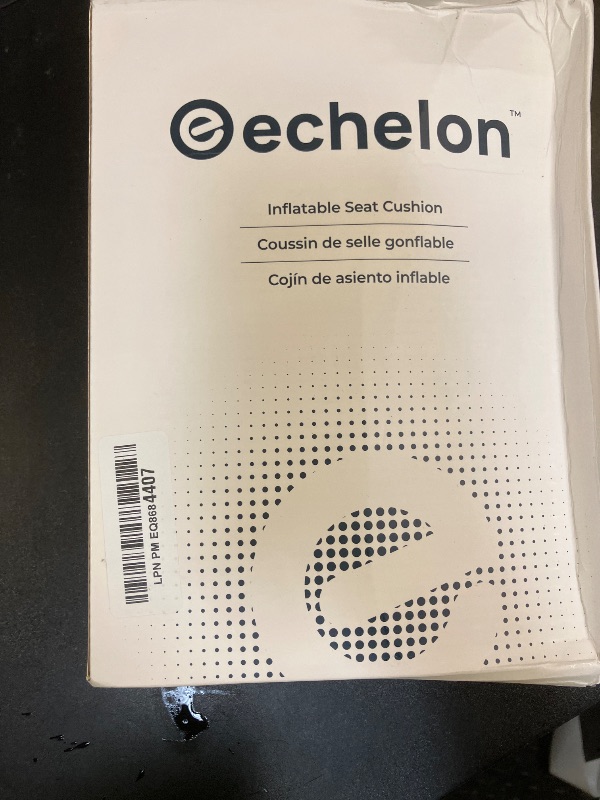 echelon™
Inflatable Seat Cushion
Coussin de selle gonflable
Cojín de asiento inflable
LPN PM EQ8684407